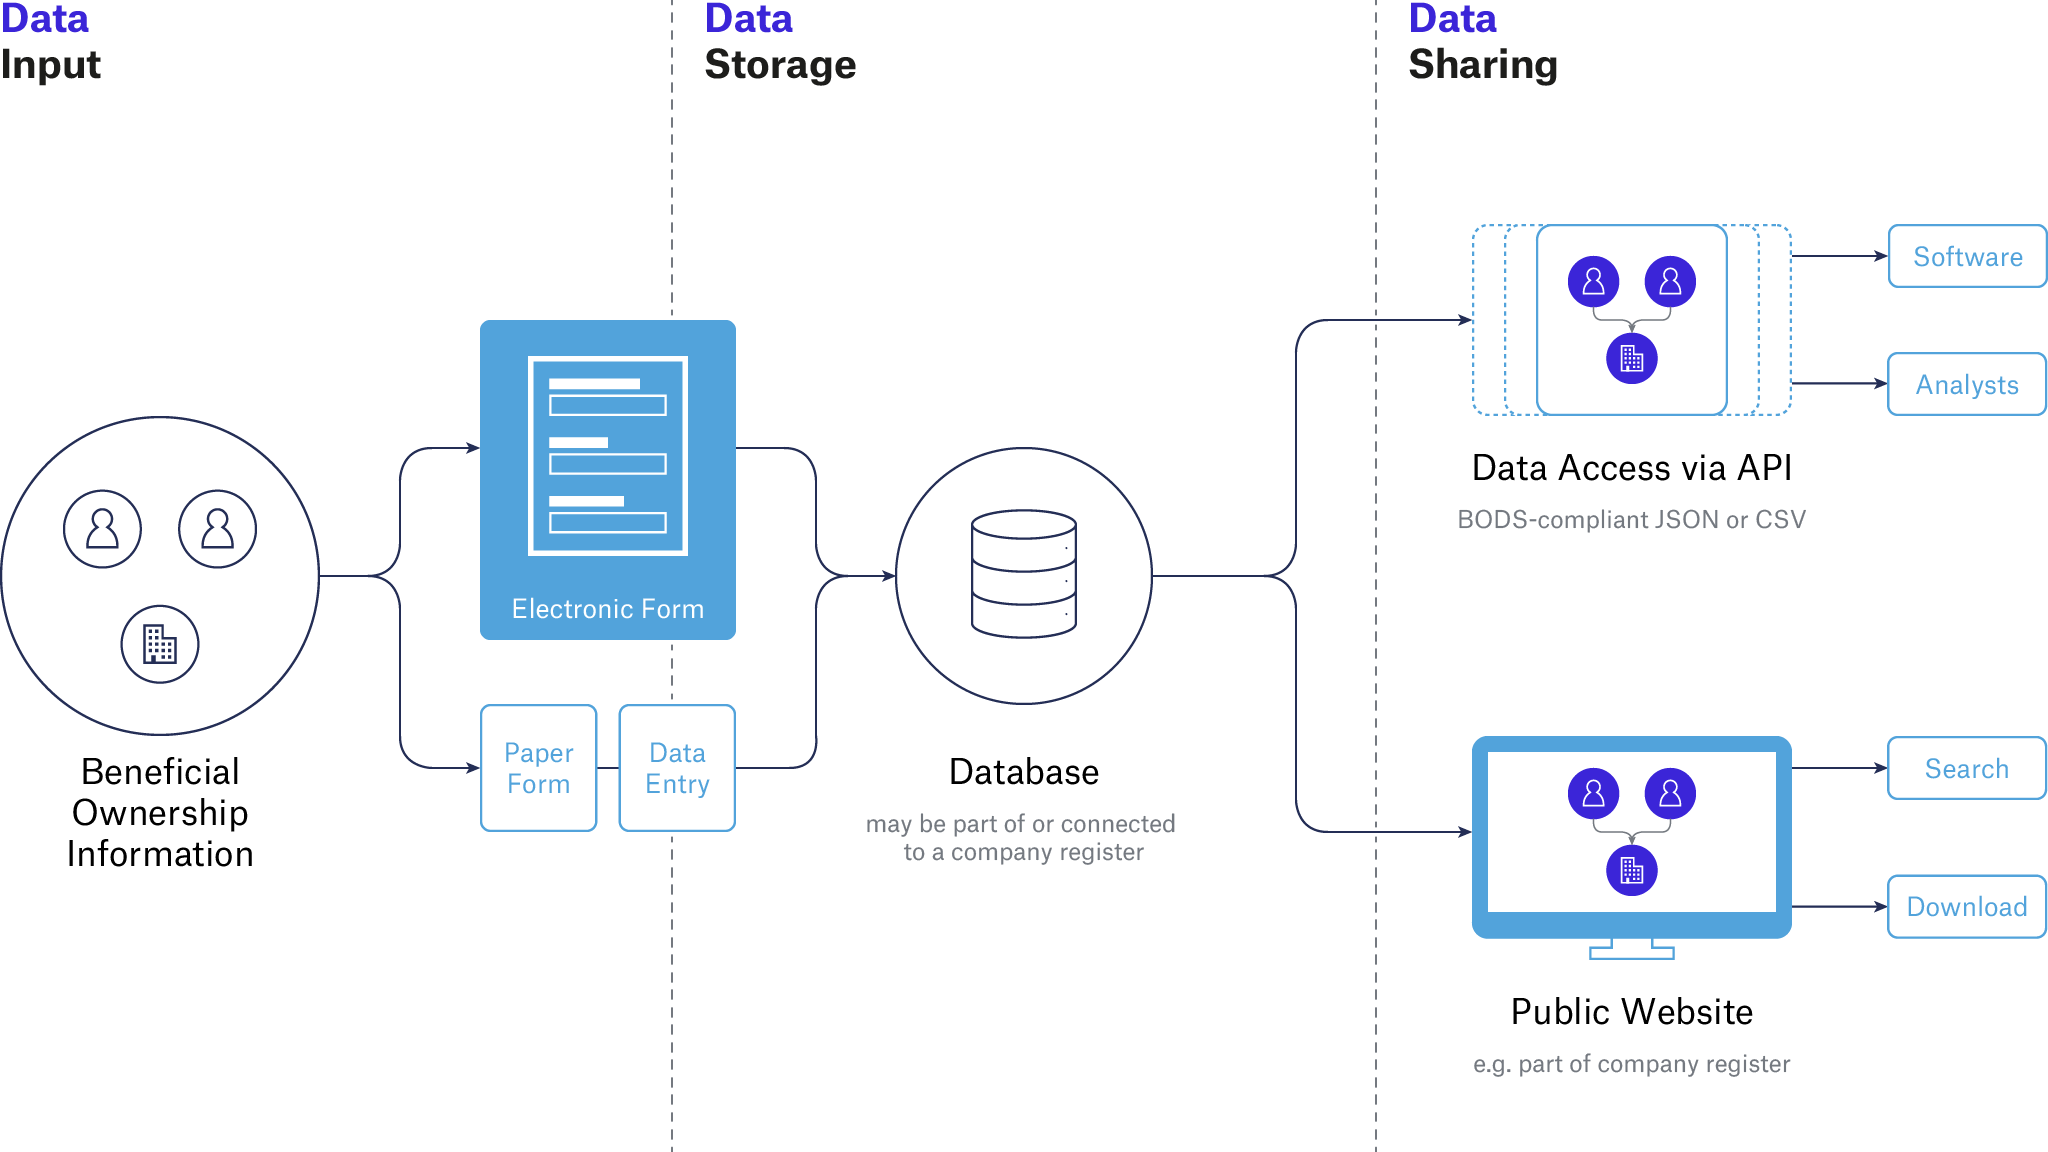 Data
Input
Data
Storage
Data
Sharing
Beneficial
Ownership
Information
Electronic Form
Paper
Form
Data
Entry
Database
may be part of or connected
to a company register
Data Access via API
BODS-compliant JSON or CSV
Software
Analysts
Public Website
e.g. part of company register
Search
Download